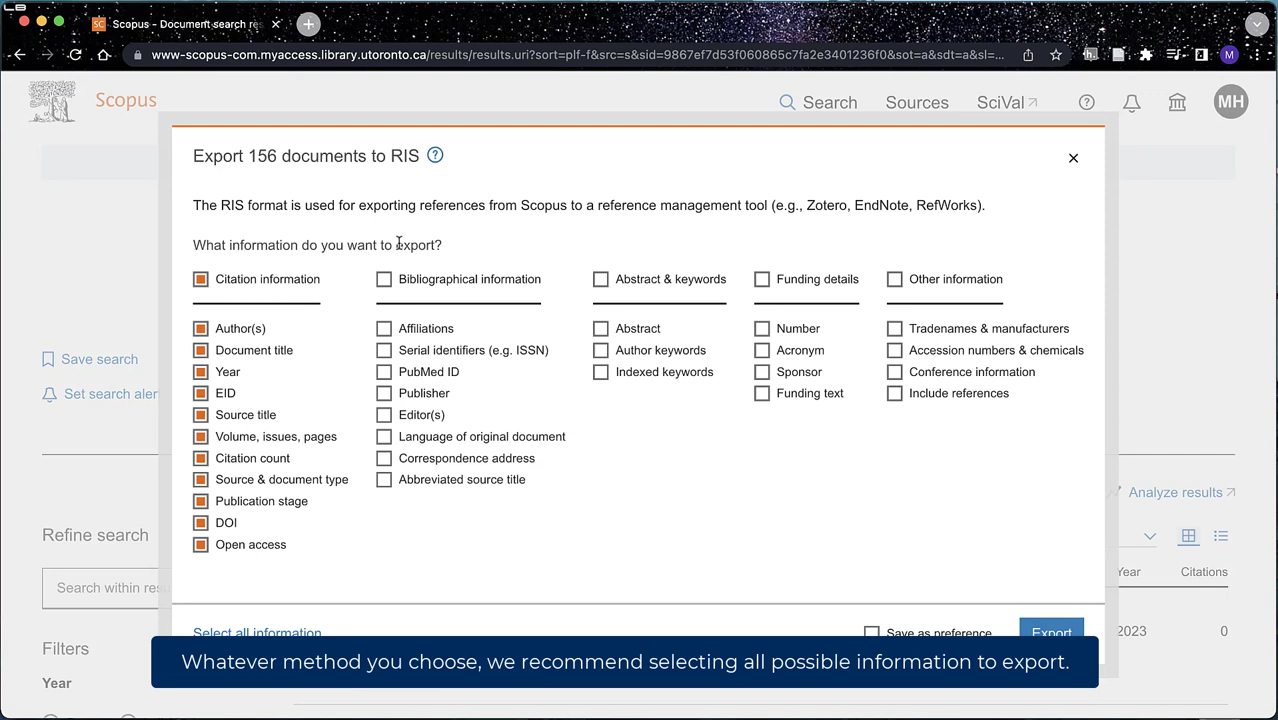 Scopus - Document search res
www-scopus-com.myaccess.library.utoronto.ca/results/results.uri?sort=plf-f&src=s&sid=9867ef7d53f060865c7fa2e3401236f0&sot=a&sdt=a&sl=...
M
Scopus
Search
Sources
SciVal
MH
Export 156 documents to RIS
The RIS format is used for exporting references from Scopus to a reference management tool (e.g., Zotero, EndNote, RefWorks).
What information do you want to export?
Citation information
Author(s)
Document title
Year
EID
Source title
Volume, issues, pages
Citation count
Source & document type
Publication stage
DOI
Open access
Bibliographical information
Affiliations
Serial identifiers (e.g. ISSN)
PubMed ID
Publisher
Editor(s)
Language of original document
Correspondence address
Abbreviated source title
Abstract & keywords
Abstract
Author keywords
Indexed keywords
Funding details
Number
Acronym
Sponsor
Funding text
Other information
Tradenames & manufacturers
Accession numbers & chemicals
Conference information
Include references
Select all information
Save as preference
Export
Save search
Set search aler
Analyze results
Refine search
Search within resu
Year
Citations
2023
0
Filters
Year
Whatever method you choose, we recommend selecting all possible information to export.